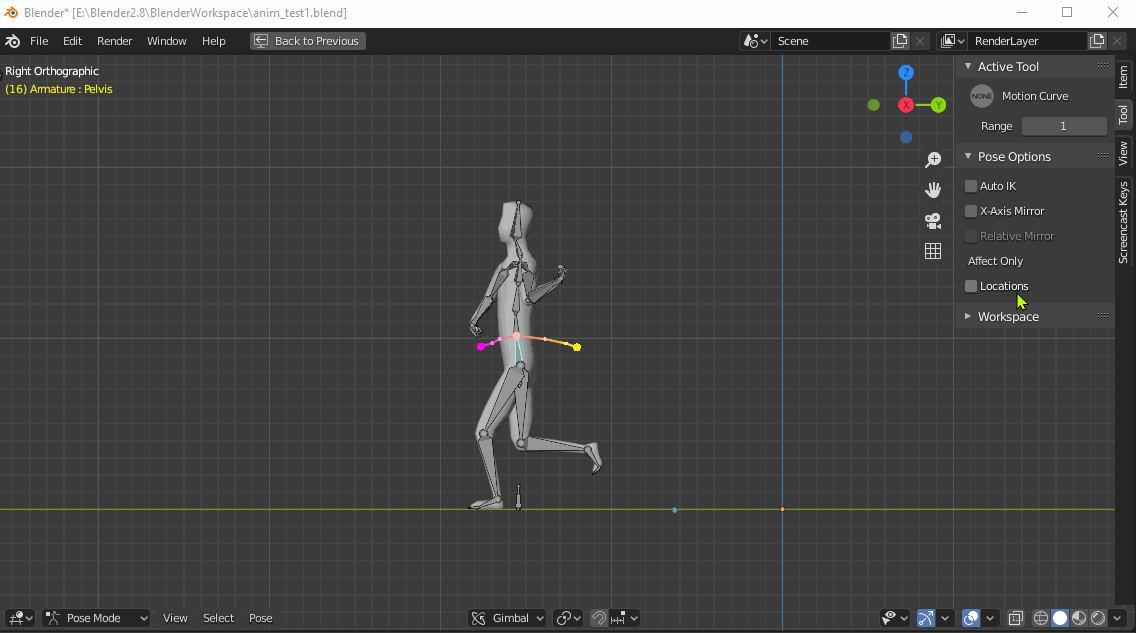 Blender* [E:\Blender2.8\BlenderWorkspace\anim_test1.blend]
File Edit Render Window Help Back to Previous Scene RenderLayer
Right Orthographic
(16) Armature : Pelvis
Z
X
Y
Active Tool
NONE Motion Curve
Range 1
Pose Options
Auto IK
X-Axis Mirror
Relative Mirror
Affect Only
Locations
Workspace
Item
Tool
View
Screencast Keys
Pose Mode View Select Pose Gimbal